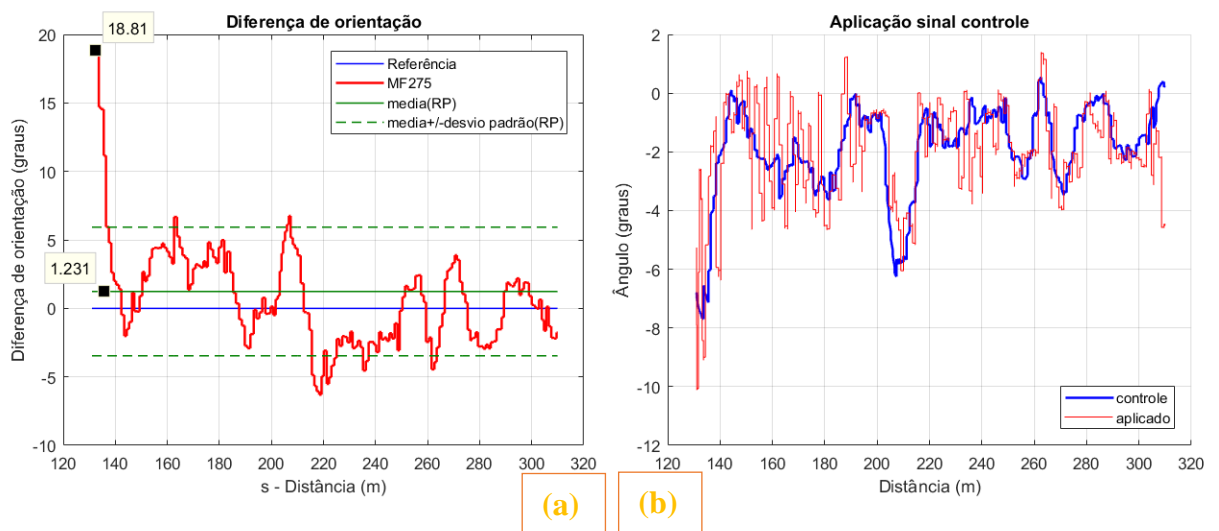 Diferença de orientação
18.81
20
15
10
5
0
-5
-10
Diferença de orientação (graus)
Referência
MF275
media(RP)
media+/-desvio padrão(RP)
1.231
120 140 160 180 200 220 240 260 280 300 320
s - Distância (m)
(a)
Aplicação sinal controle
2
0
-2
-4
-6
-8
-10
-12
Ângulo (graus)
controle
aplicado
120 140 160 180 200 220 240 260 280 300 320
Distância (m)
(b)